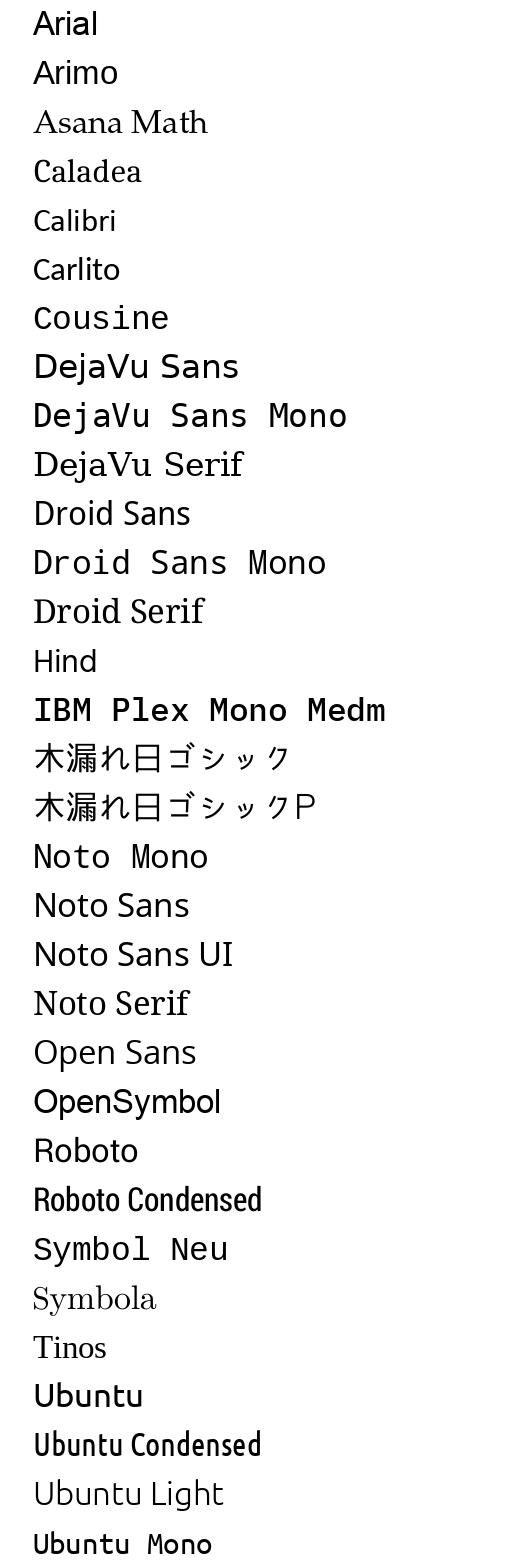 Arial
Arimo
Asana Math
Caladea
Calibri
Carlito
Cousine
DejaVu Sans
DejaVu Sans Mono
DejaVu Serif
Droid Sans
Droid Sans Mono
Droid Serif
Hind
IBM Plex Mono Medm
木漏れ日ゴシック
木漏れ日ゴシックP
Noto Mono
Noto Sans
Noto Sans UI
Noto Serif
Open Sans
OpenSymbol
Roboto
Roboto Condensed
Symbol Neu
Symbola
Tinos
Ubuntu
Ubuntu Condensed
Ubuntu Light
Ubuntu Mono